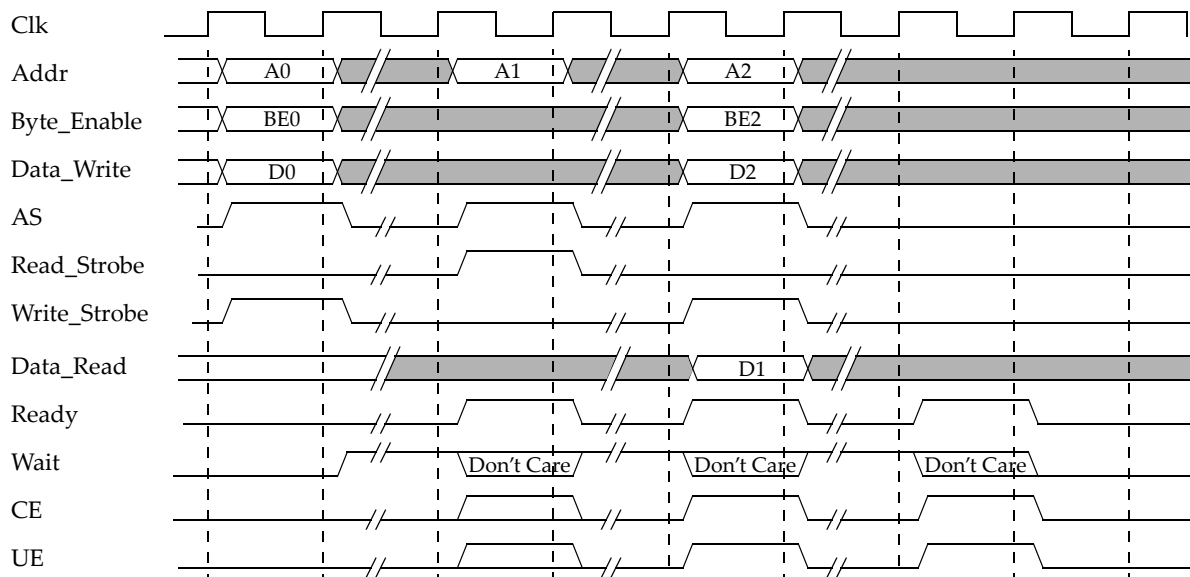 Clk
Addr A0 A1 A2
Byte_Enable BE0 BE2
Data_Write D0 D2
AS
Read_Strobe
Write_Strobe
Data_Read D1
Ready
Wait Don't Care Don't Care Don't Care
CE
UE